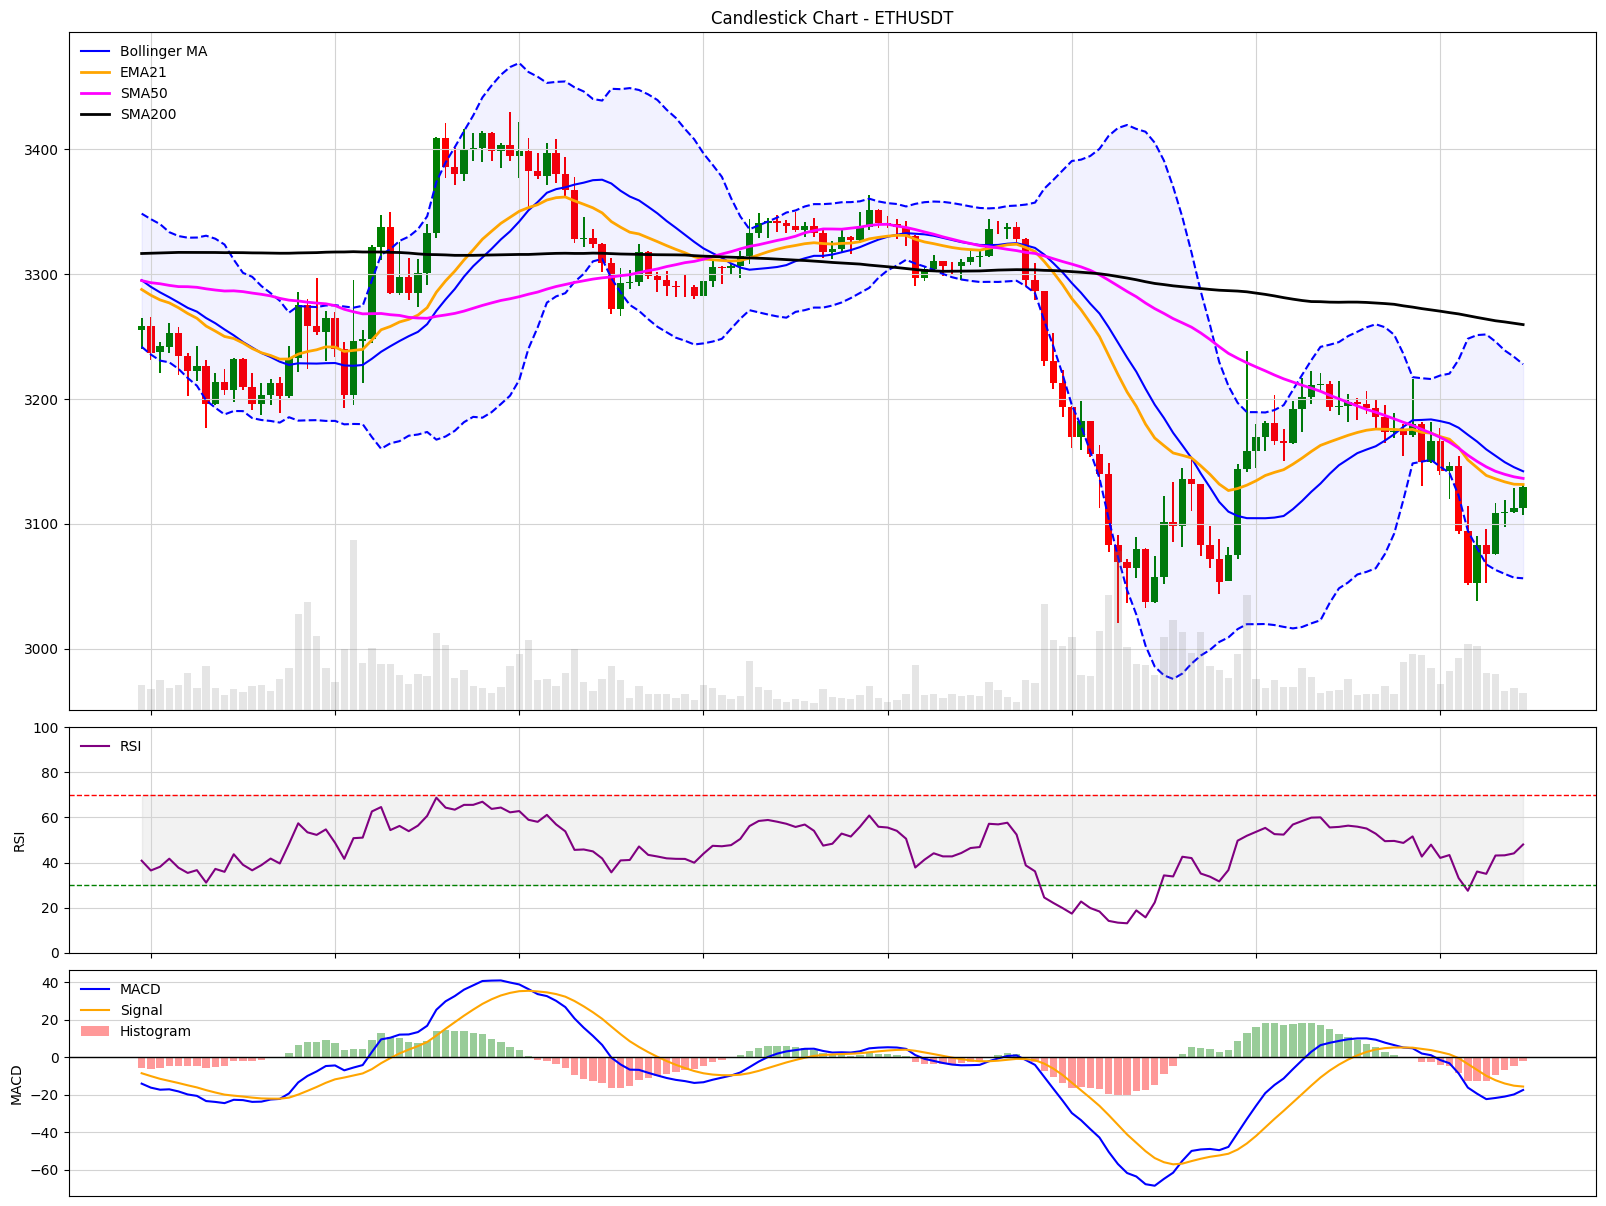 Candlestick Chart - ETHUSDT
Bollinger MA
EMA21
SMA50
SMA200
3400
3300
3200
3100
3000
RSI
100
80
60
40
20
0
RSI
MACD
Signal
Histogram
40
20
0
−20
−40
−60
MACD